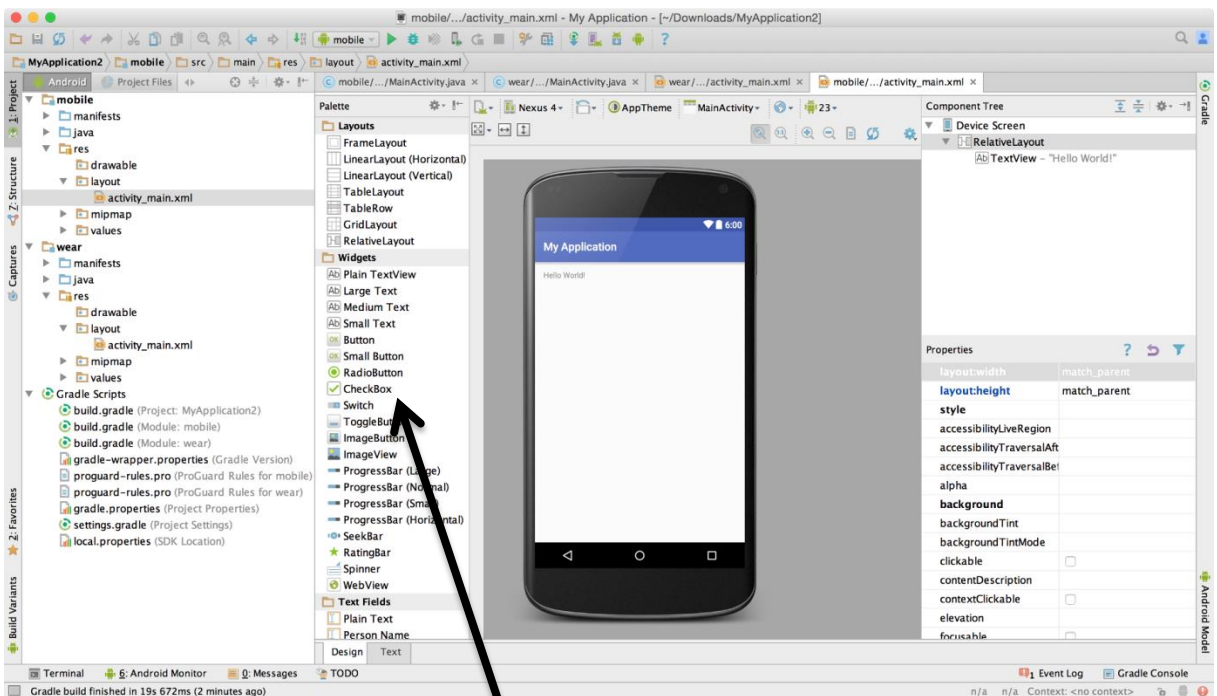 mobile/.../activity_main.xml - My Application - [~/Downloads/MyApplication2]
mobile
MyApplication2 mobile src main res layout activity_main.xml
Android Project Files
mobile/.../MainActivity.java × wear/.../MainActivity.java × wear/.../activity_main.xml × mobile/.../activity_main.xml ×
1: Project
Z: Structure
Captures
2: Favorites
Build Variants
mobile
manifests
java
res
drawable
layout
activity_main.xml
mipmap
values
wear
manifests
java
res
drawable
layout
activity_main.xml
mipmap
values
Gradle Scripts
build.gradle (Project: MyApplication2)
build.gradle (Module: mobile)
build.gradle (Module: wear)
gradle-wrapper.properties (Gradle Version)
proguard-rules.pro (ProGuard Rules for mobile)
proguard-rules.pro (ProGuard Rules for wear)
gradle.properties (Project Properties)
settings.gradle (Project Settings)
local.properties (SDK Location)
Palette
Layouts
FrameLayout
LinearLayout (Horizontal)
LinearLayout (Vertical)
TableLayout
TableRow
GridLayout
RelativeLayout
Widgets
Ab Plain TextView
Ab Large Text
Ab Medium Text
Ab Small Text
OK Button
OK Small Button
RadioButton
CheckBox
Switch
ToggleButton
ImageButton
ImageView
ProgressBar (Large)
ProgressBar (Normal)
ProgressBar (Small)
ProgressBar (Horizontal)
SeekBar
RatingBar
Spinner
WebView
Text Fields
Plain Text
Person Name
Nexus 4 AppTheme MainActivity 23
6:00
My Application
Hello World!
Design Text
Component Tree
Device Screen
RelativeLayout
Ab TextView - "Hello World!"
Properties
layout:width match_parent
layout:height match_parent
style
accessibilityLiveRegion
accessibilityTraversalAft
accessibilityTraversalBef
alpha
background
backgroundTint
backgroundTintMode
clickable
contentDescription
contextClickable
elevation
focusable
Gradle
Android Model
Terminal 6: Android Monitor 0: Messages TODO
1 Event Log Gradle Console
Gradle build finished in 19s 672ms (2 minutes ago)
n/a n/a Context: <no context>